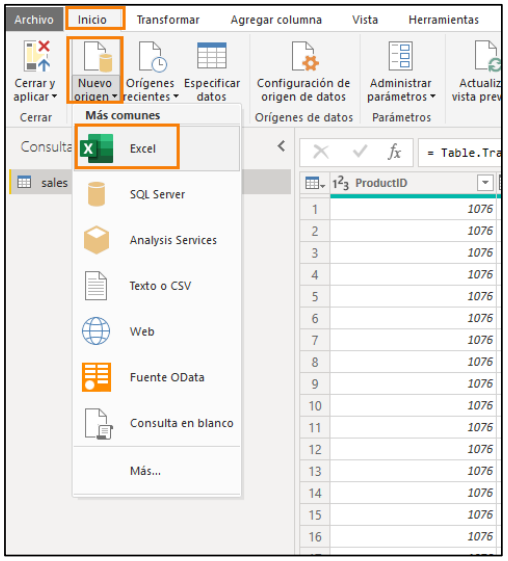 Archivo Inicio Transformar Agregar columna Vista Herramientas
Cerrar y aplicar
Nuevo origen
Orígenes recientes
Especificar datos
Configuración de origen de datos
Administrar parámetros
vista
Cerrar
Más comunes
Orígenes de datos
Parámetros
Consulta
Excel
fx = Table.Tra
sales
1²3 ProductID
SQL Server
Analysis Services
Texto o CSV
Web
Fuente OData
Consulta en blanco
Más...
1 1076
2 1076
3 1076
4 1076
5 1076
6 1076
7 1076
8 1076
9 1076
10 1076
11 1076
12 1076
13 1076
14 1076
15 1076
16 1076